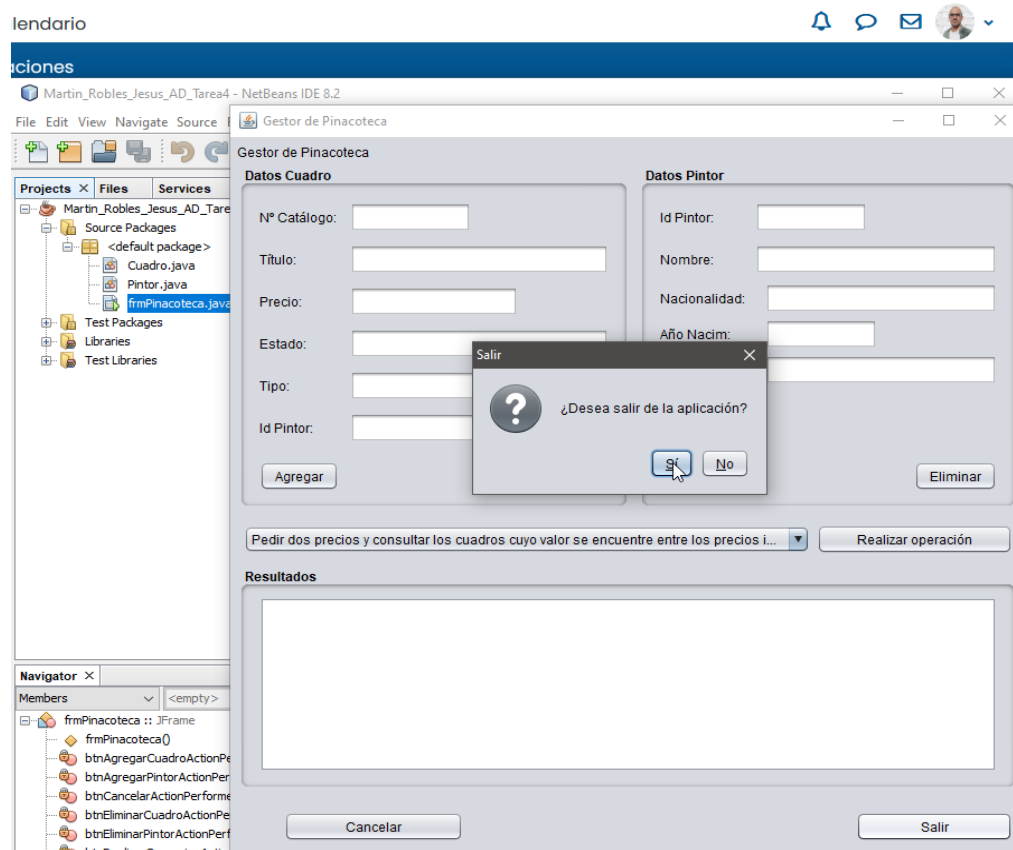 lendario
ciones
Martin_Robles_Jesus_AD_Tarea4 - NetBeans IDE 8.2
File Edit View Navigate Source
Gestor de Pinacoteca
Gestor de Pinacoteca
Projects Files Services
Martin_Robles_Jesus_AD_Tare
Source Packages
<default package>
Cuadro.java
Pintor.java
frmPinacoteca.java
Test Packages
Libraries
Test Libraries
Datos Cuadro
Nº Catálogo:
Título:
Precio:
Estado:
Tipo:
Id Pintor:
Agregar
Datos Pintor
Id Pintor:
Nombre:
Nacionalidad:
Año Nacim:
Eliminar
Salir
¿Desea salir de la aplicación?
Sí No
Pedir dos precios y consultar los cuadros cuyo valor se encuentre entre los precios i...
Realizar operación
Resultados
Navigator
Members <empty>
frmPinacoteca :: JFrame
frmPinacoteca()
btnAgregarCuadroActionPe
btnAgregarPintorActionPer
btnCancelarActionPerforme
btnEliminarCuadroActionPe
btnEliminarPintorActionPerf
Cancelar
Salir